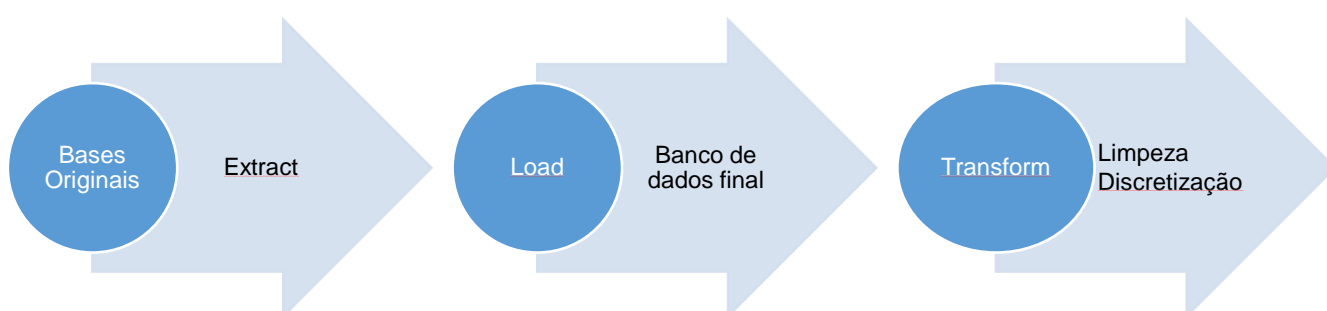 Bases
Originais
Extract
Load
Banco de
dados final
Transform
Limpeza
Discretização